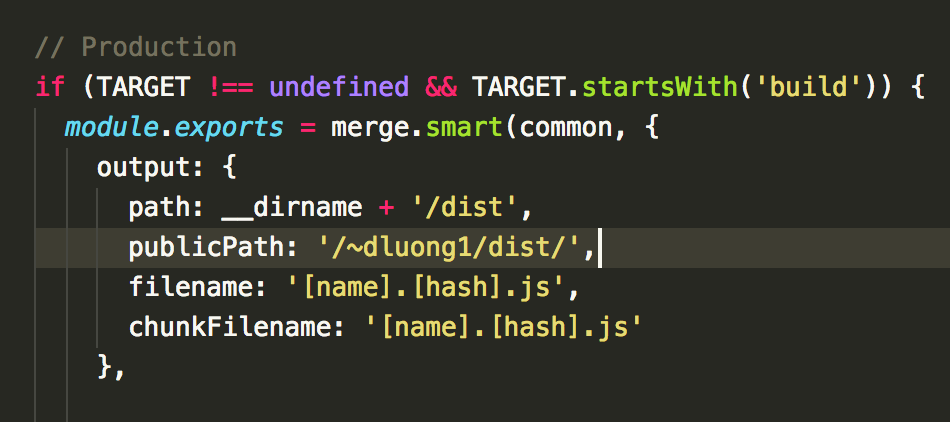 // Production
if (TARGET !== undefined && TARGET.startsWith('build')) {
module.exports = merge.smart(common, {
output: {
path: __dirname + '/dist',
publicPath: '/~dluong1/dist/',
filename: '[name].[hash].js',
chunkFilename: '[name].[hash].js'
},